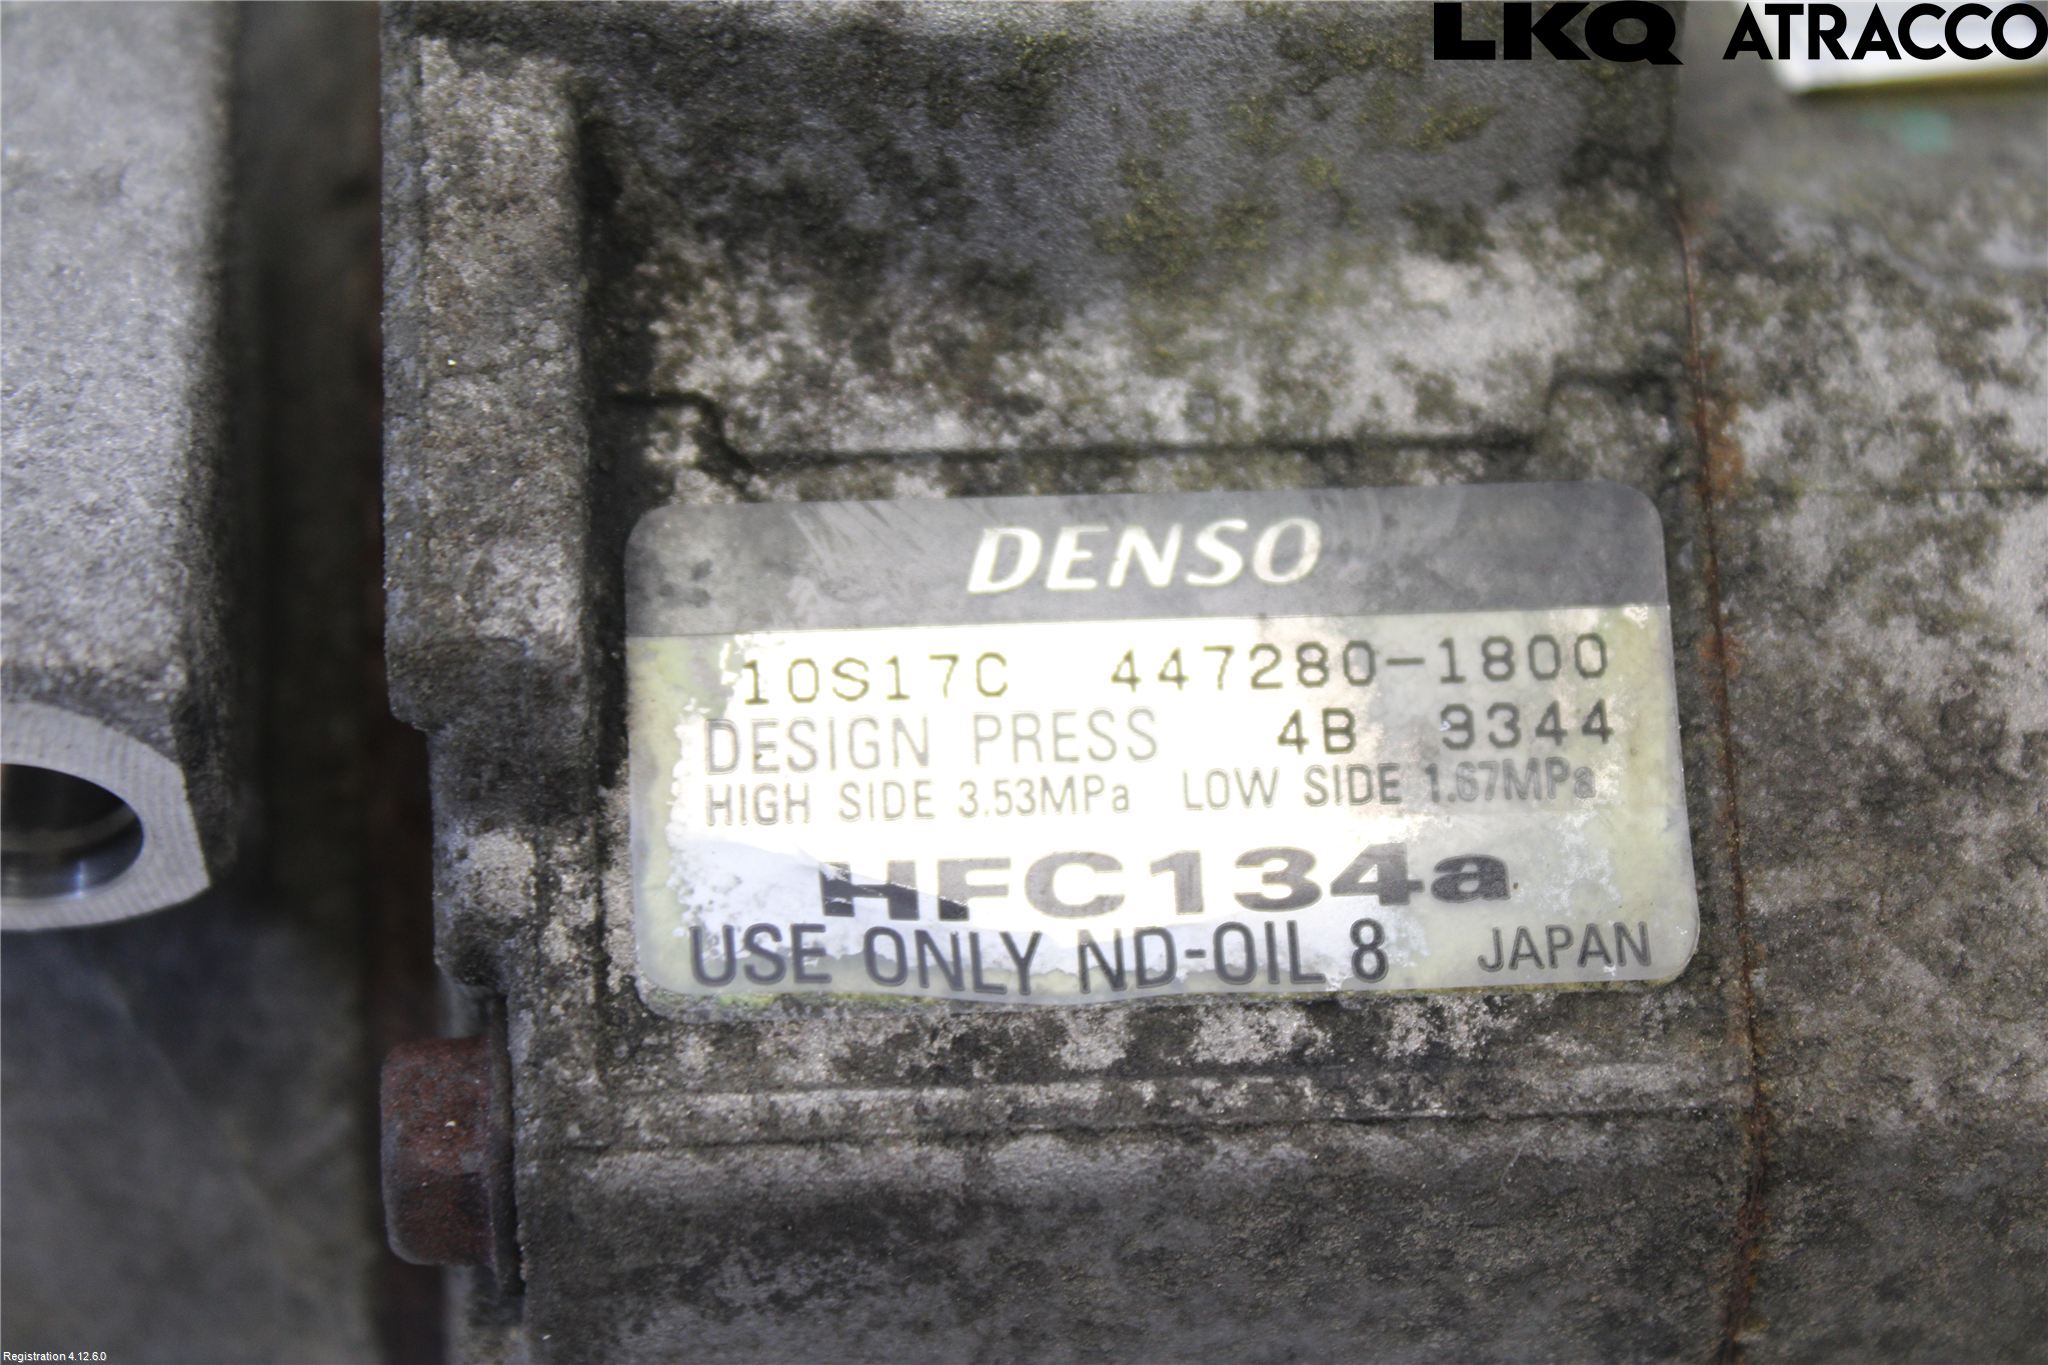 LKQ ATRACCO
DENSO
10S17C 447280-1800
DESIGN PRESS 4B 9344
HIGH SIDE 3.53MPa LOW SIDE 1.67MPa
HFC134a
USE ONLY ND-OIL 8 JAPAN
Registration 4.12.6.0